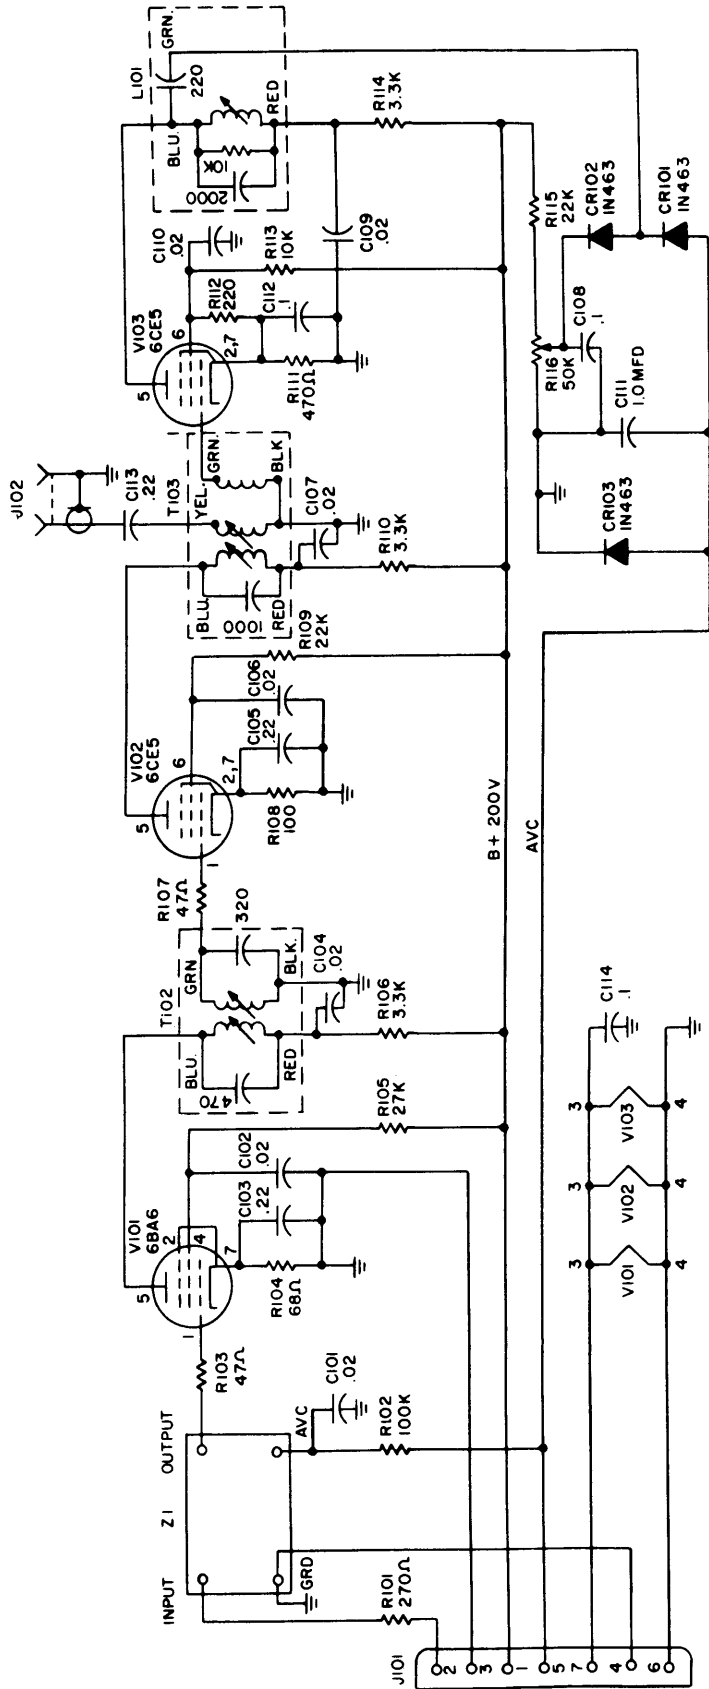 J101
2
3
1
5
7
4
6
INPUT
Z1
OUTPUT
GRD
R101
270Ω
AVC
C101
.02
R102
100K
R103
47Ω
V101
6BA6
5
2
4
1
7
R104
68Ω
C103
.22
C102
.02
R105
27K
T102
BLU.
GRN
470
320
RED
BLK.
C104
.02
R106
3.3K
R107
47Ω
V102
6CE5
5
6
1
2,7
R108
100
C105
.22
C106
.02
R109
22K
J102
C113
.22
T103
YEL.
GRN.
BLU.
1000
RED
BLK
C107
.02
R110
3.3K
V103
6CE5
5
6
2,7
R111
470Ω
R112
220
C112
.1
C110
.02
R113
10K
C109
.02
L101
GRN.
220
BLU.
2000
10K
RED
R114
3.3K
B+ 200V
AVC
V101
3
4
V102
3
4
V103
3
4
C114
.1
CR103
1N463
C111
1.0MFD
R116
50K
C108
.1
R115
22K
CR102
1N463
CR101
1N463